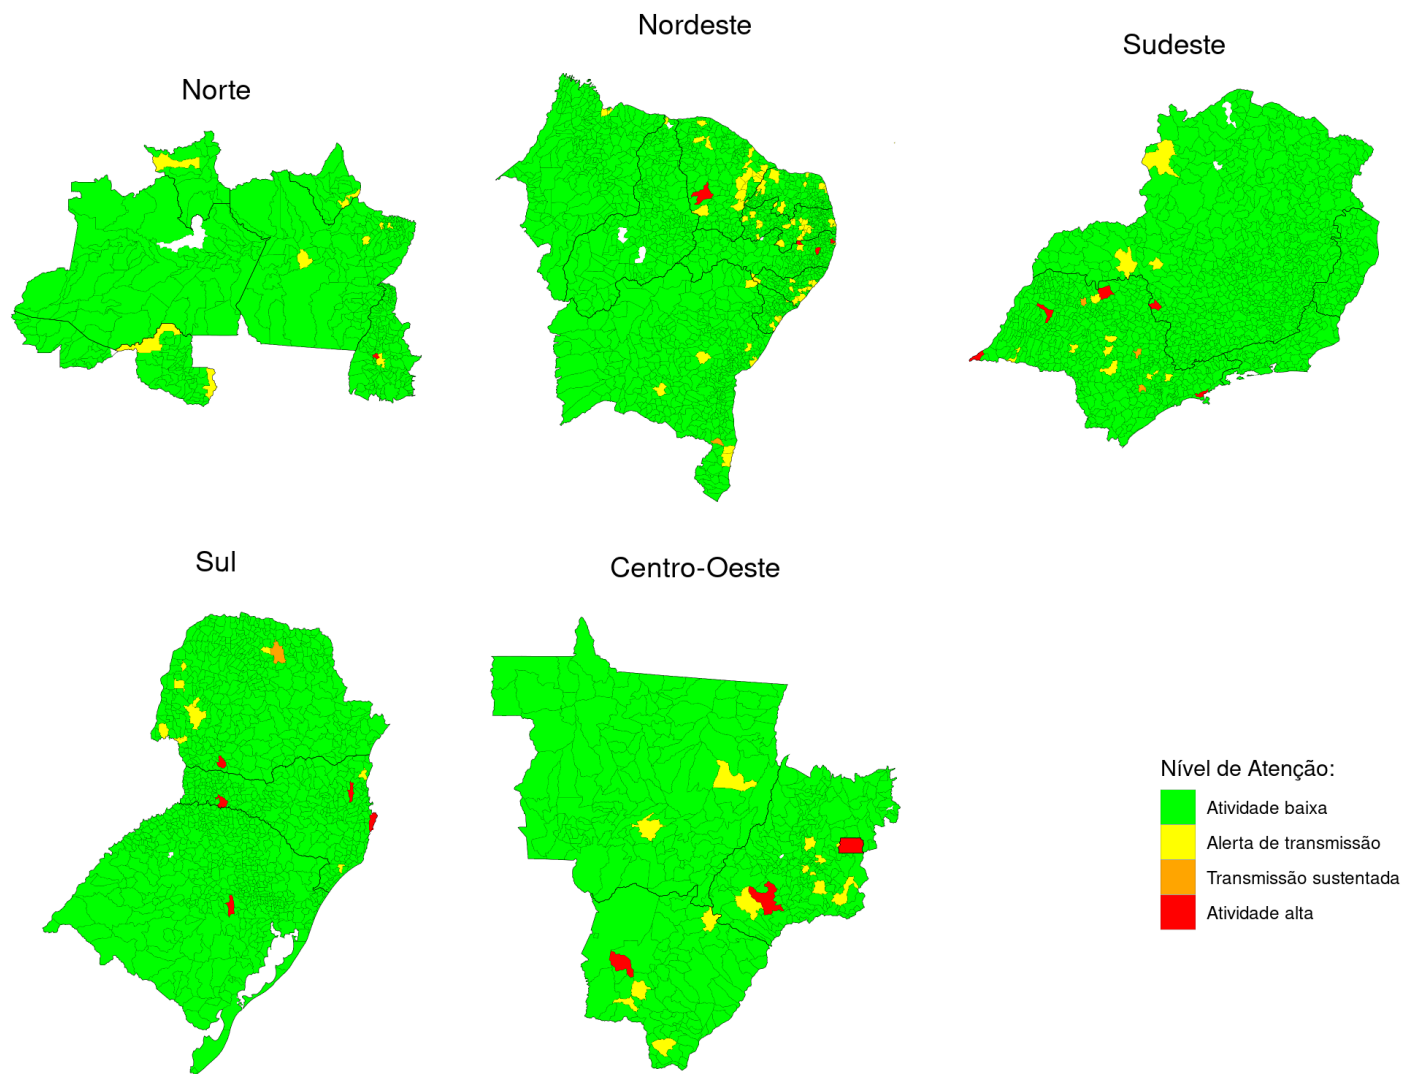 Nordeste
Sudeste
Norte
Sul
Centro-Oeste
Nível de Atenção:
Atividade baixa
Alerta de transmissão
Transmissão sustentada
Atividade alta